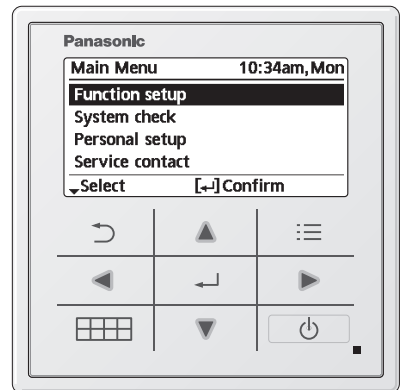 Panasonic
Main Menu 10:34am,Mon
Function setup
System check
Personal setup
Service contact
Select [↵]Confirm